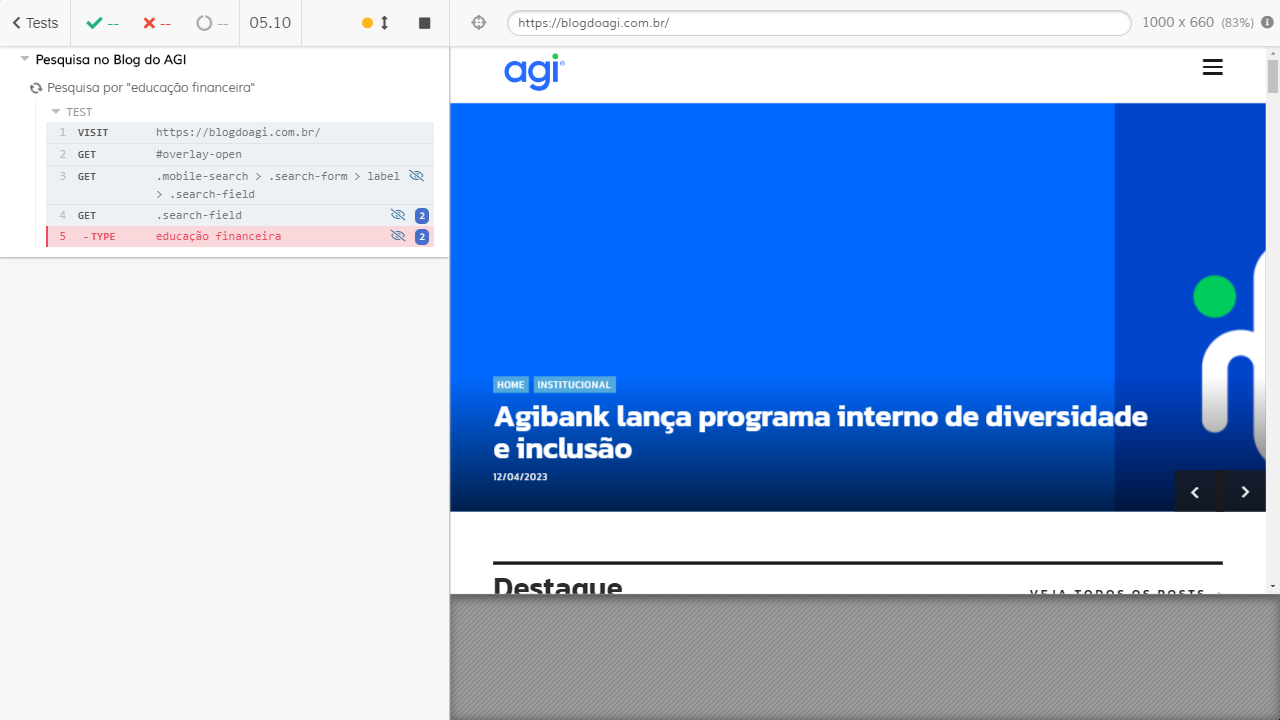 Tests
--
--
--
05.10
https://blogdoagi.com.br/
1000 x 660 (83%)
Pesquisa no Blog do AGI
Pesquisa por "educação financeira"
TEST
1 VISIT https://blogdoagi.com.br/
2 GET #overlay-open
3 GET .mobile-search > .search-form > label
> .search-field
4 GET .search-field 2
5 -TYPE educação financeira 2
agi®
HOME INSTITUCIONAL
Agibank lança programa interno de diversidade
e inclusão
12/04/2023
Destaque
VEJA TODOS OS POSTS